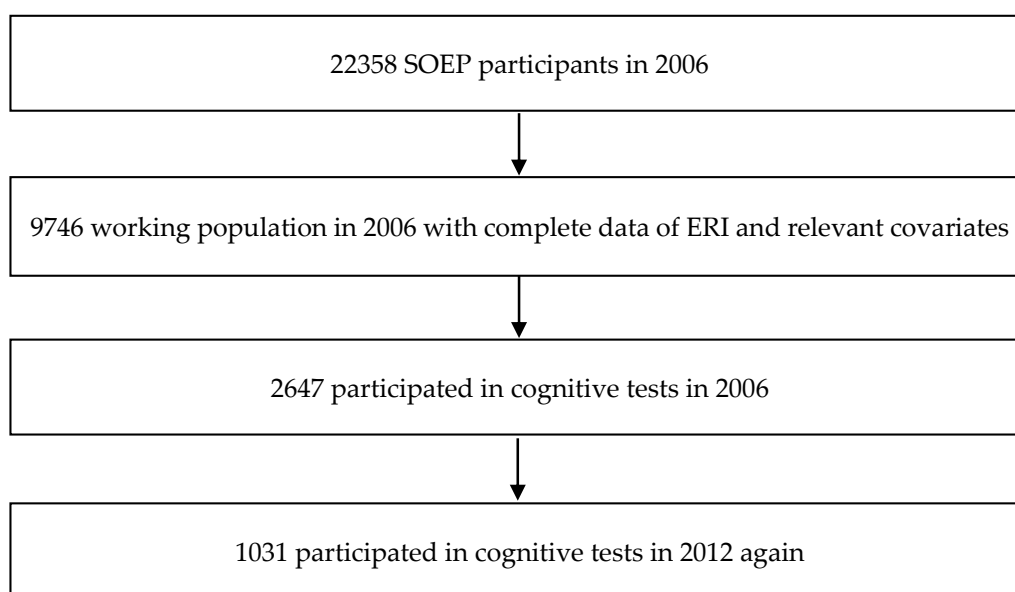 22358 SOEP participants in 2006
9746 working population in 2006 with complete data of ERI and relevant covariates
2647 participated in cognitive tests in 2006
1031 participated in cognitive tests in 2012 again